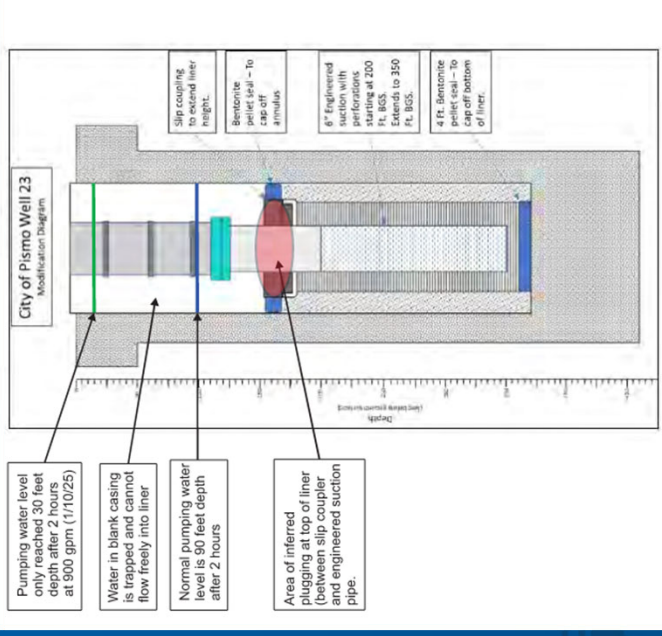 City of Pismo Well 23
Modification Diagram
Slip coupling
to extend liner
height.
Bentonite
pellet seal – To
cap off
annulus
6" Engineered
suction with
perforations
starting at 200
Ft. BGS.
Extends to 350
Ft. BGS.
4 Ft. Bentonite
pellet seal – To
cap off bottom
of liner.
Depth
(feet below ground surface)
Pumping water level
only reached 30 feet
depth after 2 hours
at 900 gpm (1/10/25)
Water in blank casing
is trapped and cannot
flow freely into liner
Normal pumping water
level is 90 feet depth
after 2 hours
Area of inferred
plugging at top of liner
(between slip coupler
and engineered suction
pipe.